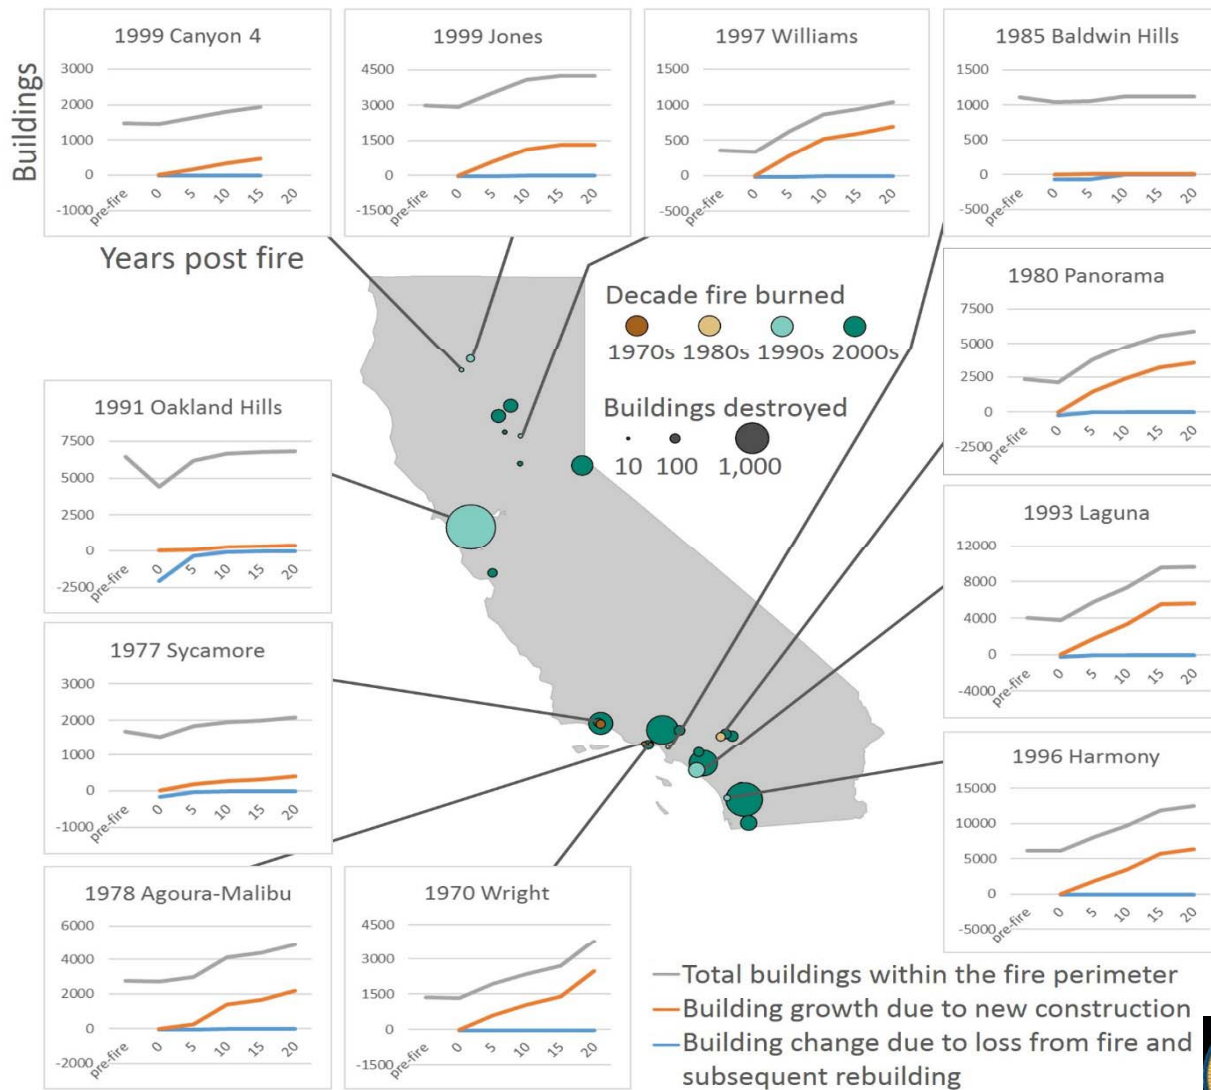 1999 Canyon 4
Buildings
3000
2000
1000
0
-1000
pre-fire 0 5 10 15 20
Years post fire
1999 Jones
4500
3000
1500
0
-1500
pre-fire 0 5 10 15 20
1997 Williams
1500
1000
500
0
-500
pre-fire 0 5 10 15 20
1985 Baldwin Hills
1500
1000
500
0
-500
pre-fire 0 5 10 15 20
Decade fire burned
1970s 1980s 1990s 2000s
Buildings destroyed
10 100 1,000
1980 Panorama
7500
5000
2500
0
-2500
pre-fire 0 5 10 15 20
1991 Oakland Hills
7500
5000
2500
0
-2500
pre-fire 0 5 10 15 20
1993 Laguna
12000
8000
4000
0
-4000
pre-fire 0 5 10 15 20
1977 Sycamore
3000
2000
1000
0
-1000
pre-fire 0 5 10 15 20
1996 Harmony
15000
10000
5000
0
-5000
pre-fire 0 5 10 15 20
1978 Agoura-Malibu
6000
4000
2000
0
-2000
pre-fire 0 5 10 15 20
1970 Wright
4500
3000
1500
0
-1500
pre-fire 0 5 10 15 20
Total buildings within the fire perimeter
Building growth due to new construction
Building change due to loss from fire and
subsequent rebuilding